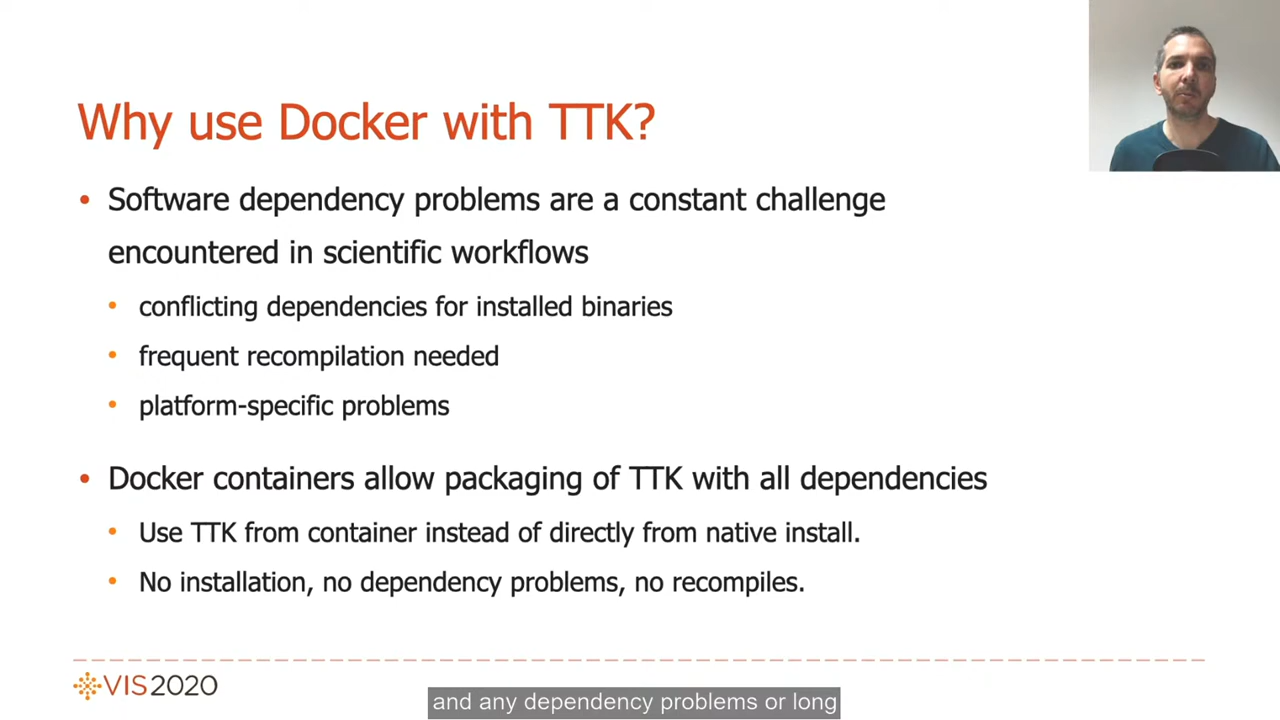 Why use Docker with TTK?
• Software dependency problems are a constant challenge
encountered in scientific workflows
• conflicting dependencies for installed binaries
• frequent recompilation needed
• platform-specific problems
• Docker containers allow packaging of TTK with all dependencies
• Use TTK from container instead of directly from native install.
• No installation, no dependency problems, no recompiles.
VIS2020
and any dependency problems or long